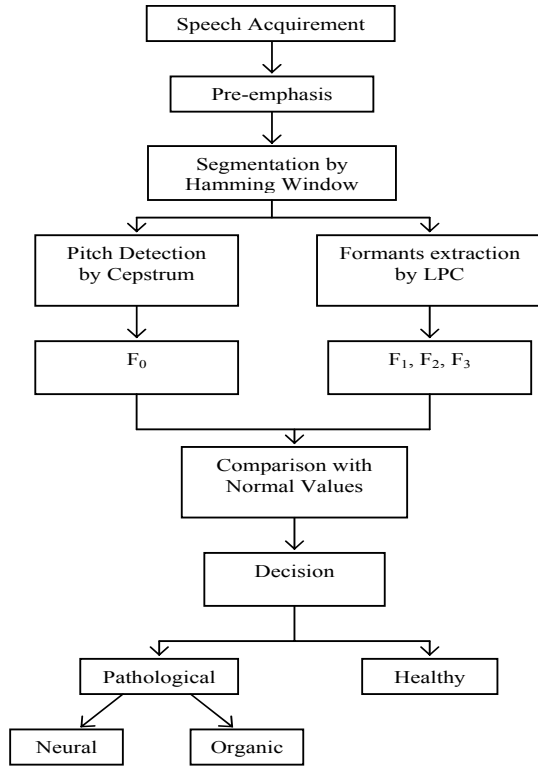 Speech Acquirement
Pre-emphasis
Segmentation by
Hamming Window
Pitch Detection
by Cepstrum
Formants extraction
by LPC
F₀
F₁, F₂, F₃
Comparison with
Normal Values
Decision
Pathological
Healthy
Neural
Organic